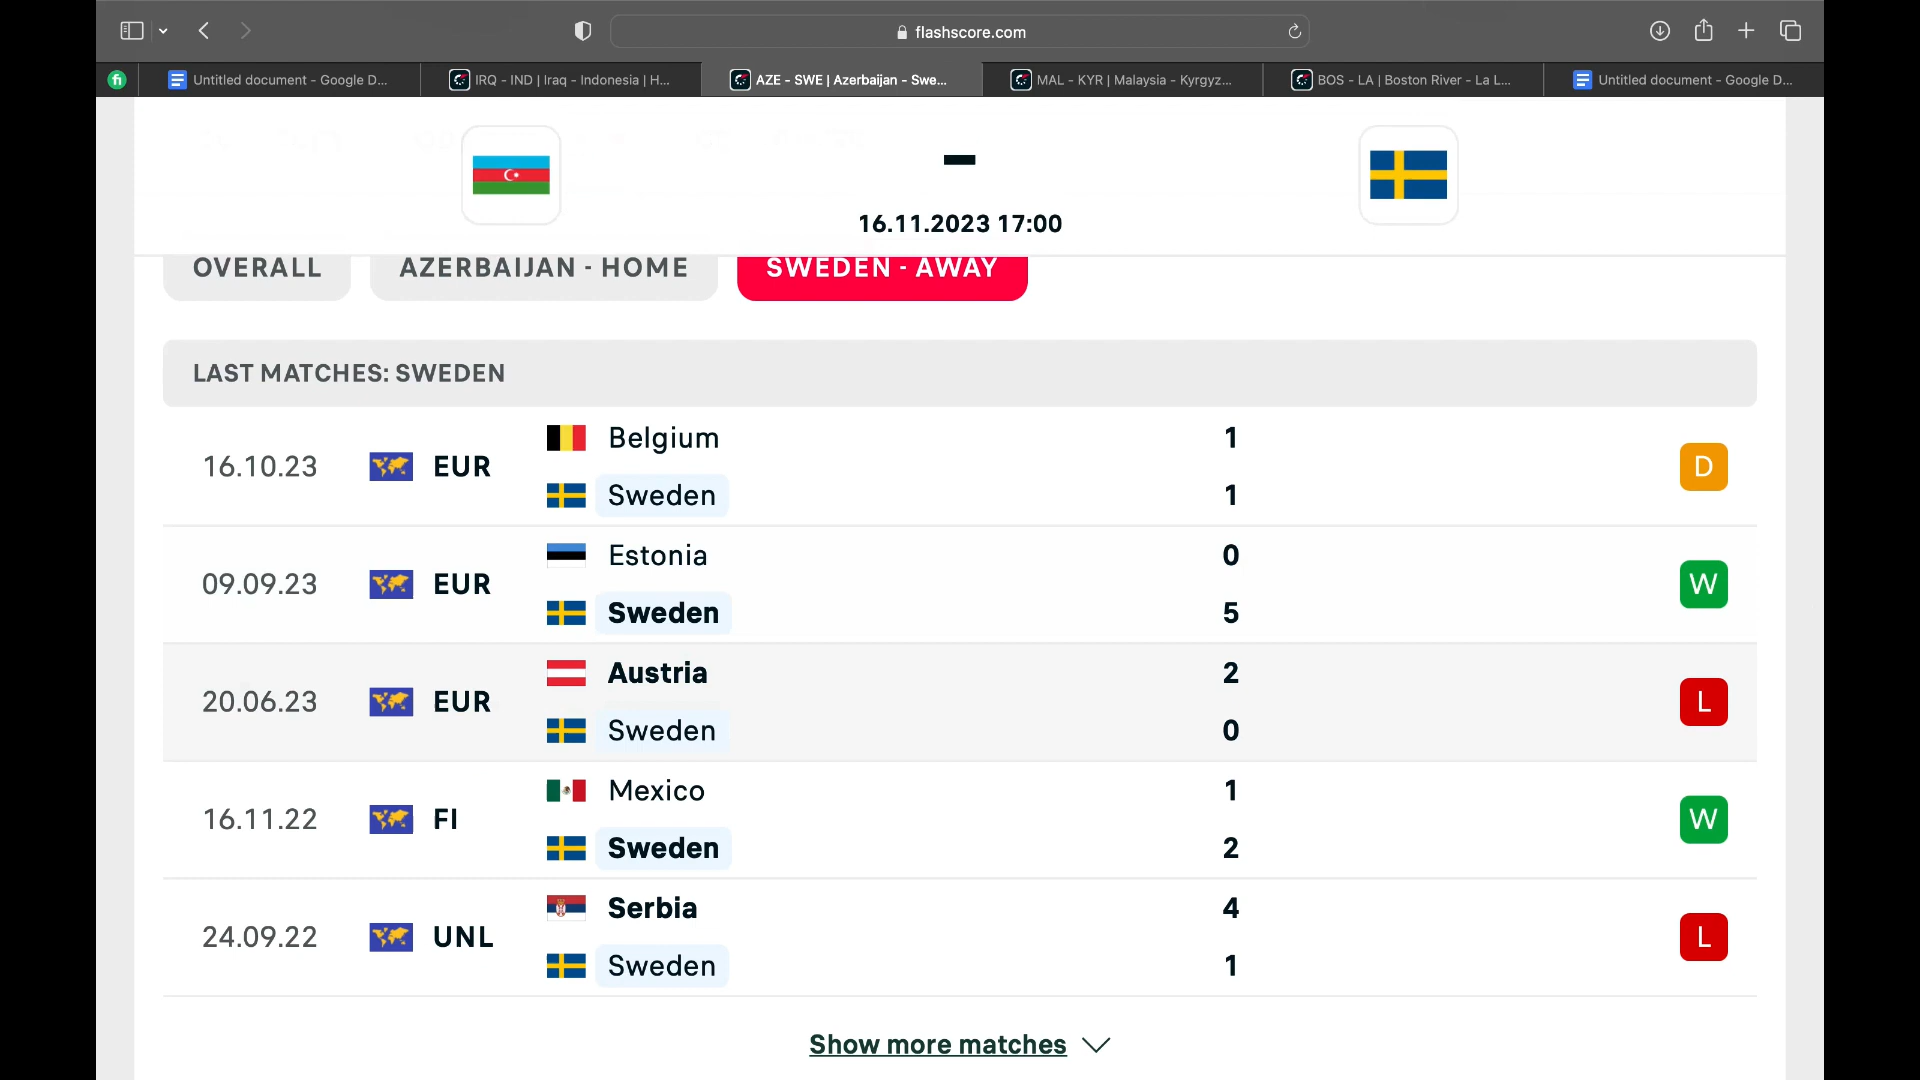 flashscore.com
Untitled document - Google D...
IRQ - IND | Iraq - Indonesia | H...
AZE - SWE | Azerbaijan - Swe...
MAL - KYR | Malaysia - Kyrgyz...
BOS - LA | Boston River - La L...
Untitled document - Google D...
16.11.2023 17:00
OVERALL
AZERBAIJAN - HOME
SWEDEN - AWAY
LAST MATCHES: SWEDEN
16.10.23 EUR Belgium 1 D
Sweden 1
09.09.23 EUR Estonia 0 W
Sweden 5
20.06.23 EUR Austria 2 L
Sweden 0
16.11.22 FI Mexico 1 W
Sweden 2
24.09.22 UNL Serbia 4 L
Sweden 1
Show more matches